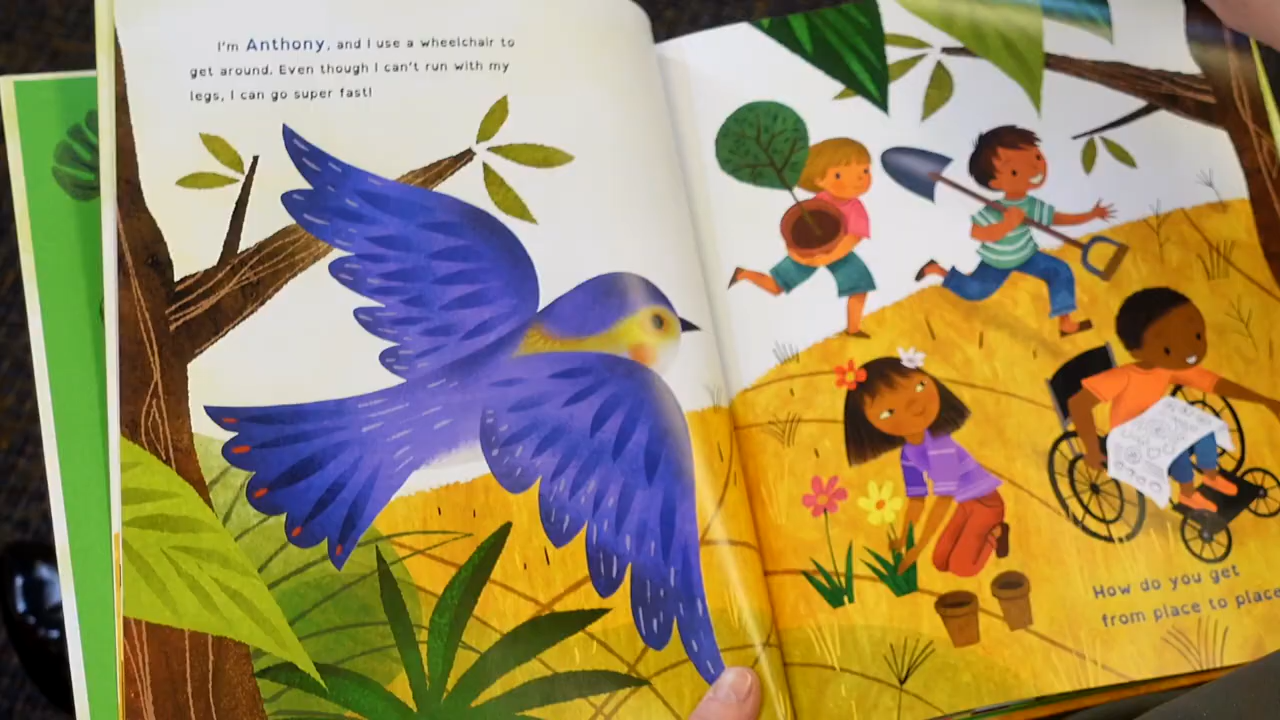 I'm Anthony, and I use a wheelchair to
get around. Even though I can't run with my
legs, I can go super fast!
How do you get
from place to place